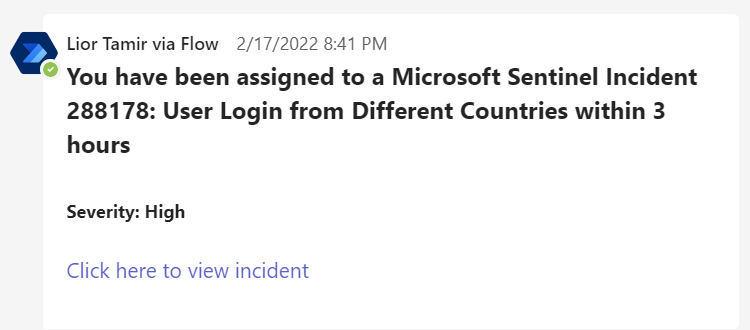 Lior Tamir via Flow 2/17/2022 8:41 PM
You have been assigned to a Microsoft Sentinel Incident
288178: User Login from Different Countries within 3
hours
Severity: High
Click here to view incident